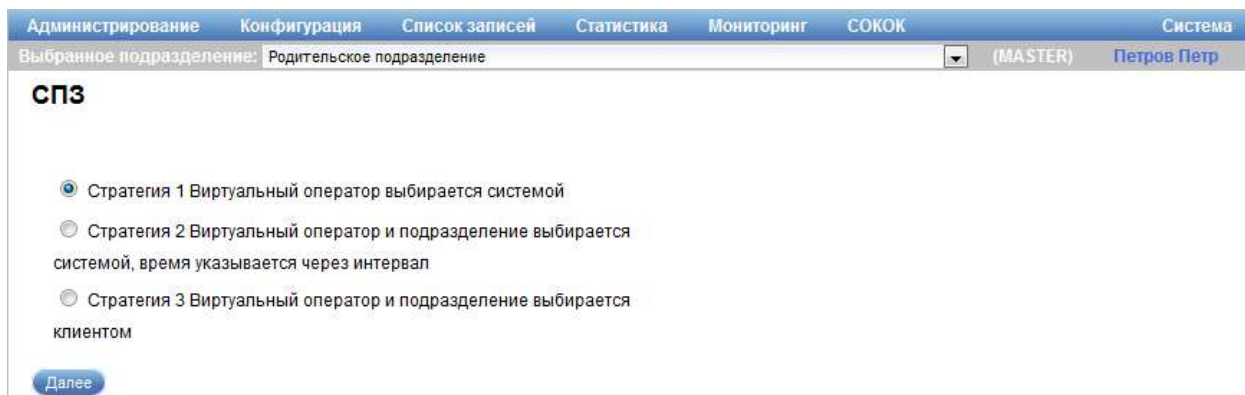 Администрирование Конфигурация Список записей Статистика Мониторинг СОКОК Система
Выбранное подразделение: Родительское подразделение (MASTER) Петров Петр
СПЗ
Стратегия 1 Виртуальный оператор выбирается системой
Стратегия 2 Виртуальный оператор и подразделение выбирается
системой, время указывается через интервал
Стратегия 3 Виртуальный оператор и подразделение выбирается
клиентом
Далее